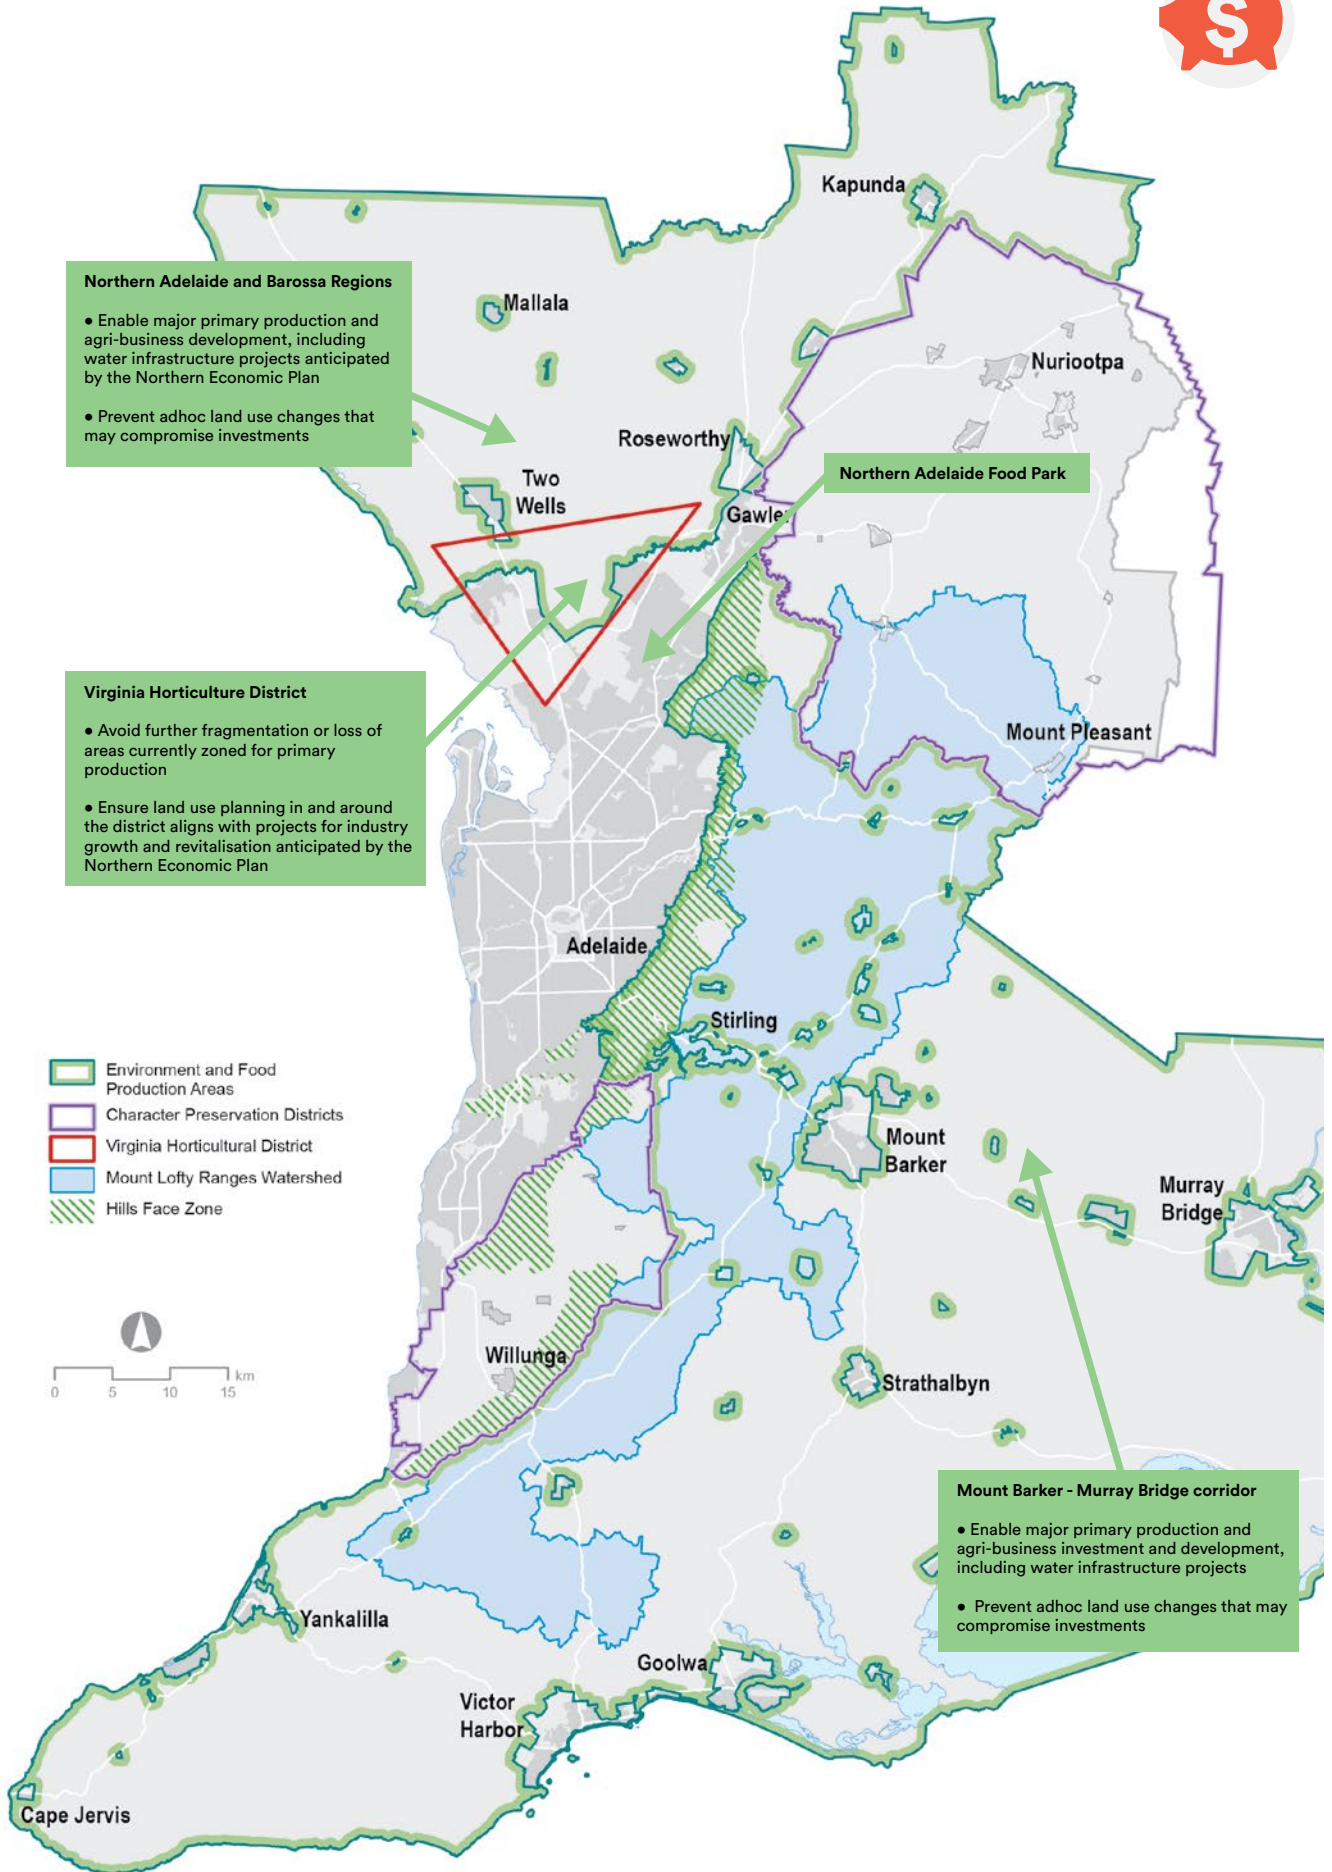 $
Kapunda
Northern Adelaide and Barossa Regions
● Enable major primary production and
agri-business development, including
water infrastructure projects anticipated
by the Northern Economic Plan
● Prevent adhoc land use changes that
may compromise investments
Mallala
Nuriootpa
Roseworthy
Northern Adelaide Food Park
Two
Wells
Gawler
Virginia Horticulture District
● Avoid further fragmentation or loss of
areas currently zoned for primary
production
● Ensure land use planning in and around
the district aligns with projects for industry
growth and revitalisation anticipated by the
Northern Economic Plan
Mount Pleasant
Adelaide
Stirling
Environment and Food
Production Areas
Character Preservation Districts
Virginia Horticultural District
Mount Lofty Ranges Watershed
Hills Face Zone
Mount
Barker
Murray
Bridge
km
0 5 10 15
Willunga
Strathalbyn
Mount Barker - Murray Bridge corridor
● Enable major primary production and
agri-business investment and development,
including water infrastructure projects
● Prevent adhoc land use changes that may
compromise investments
Yankalilla
Goolwa
Victor
Harbor
Cape Jervis